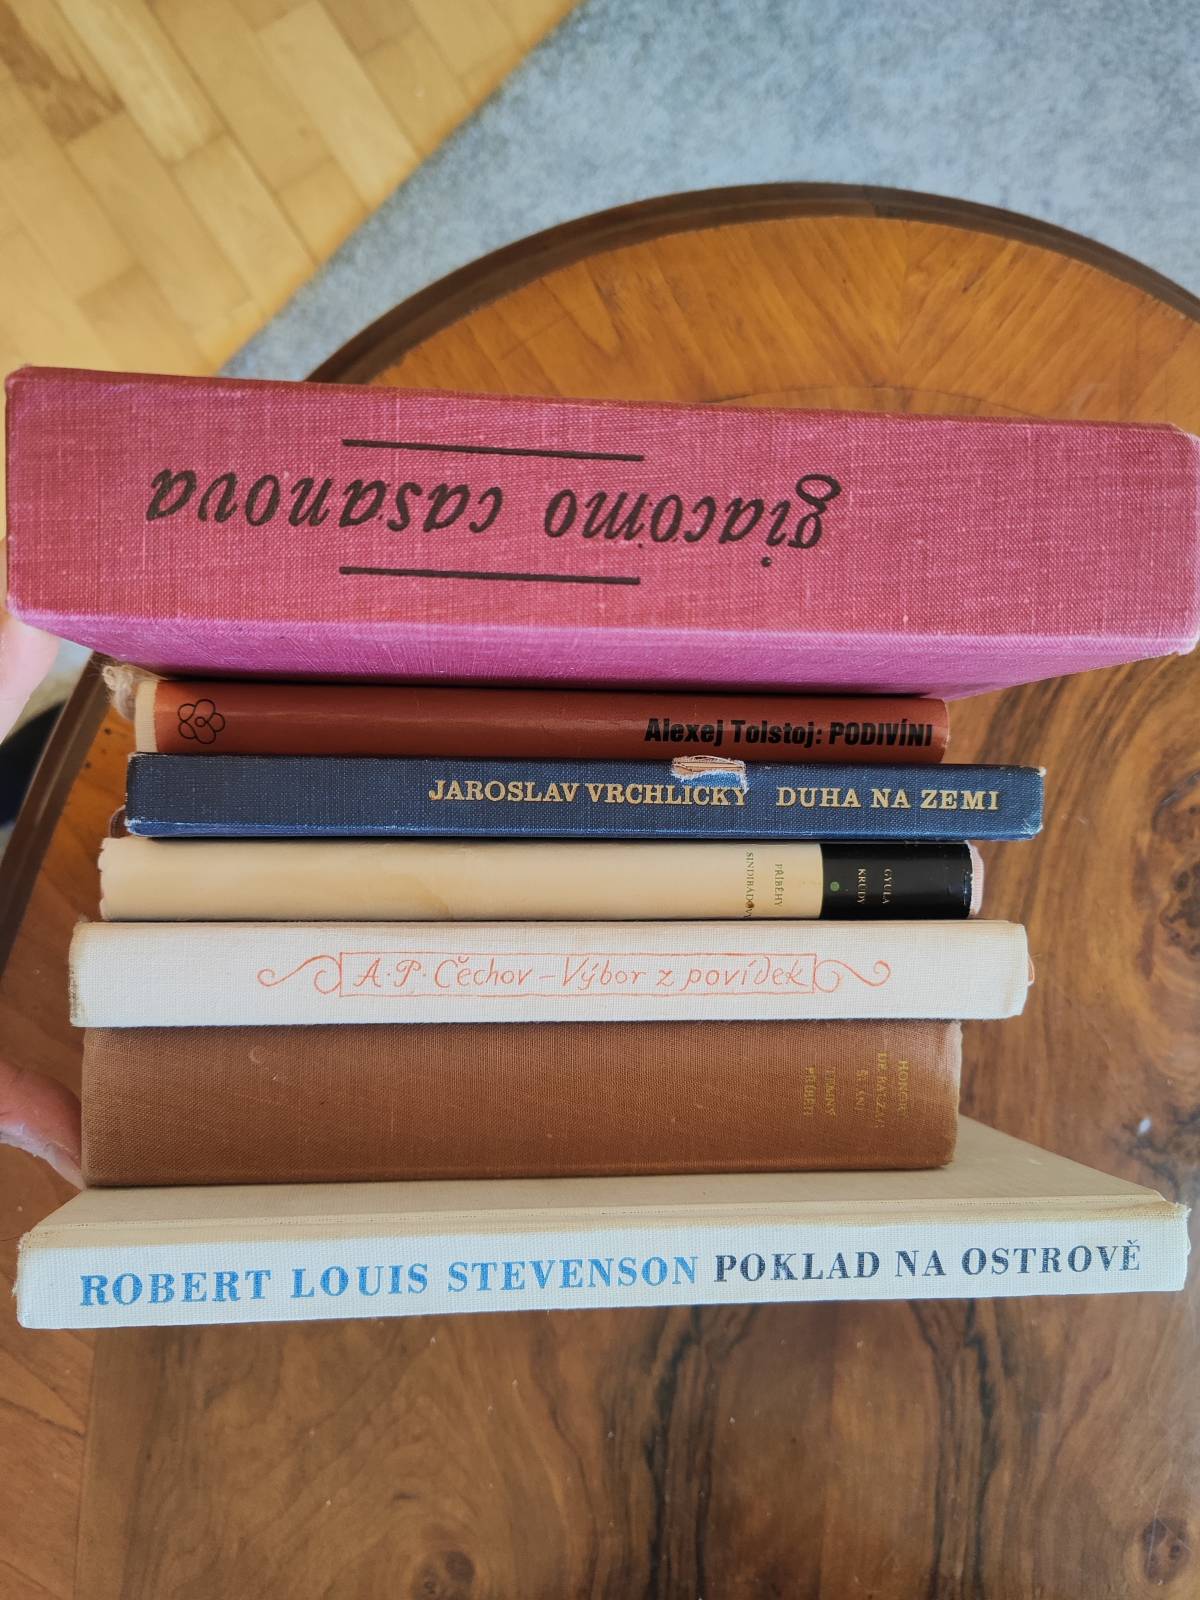 giacomo casanova
Alexej Tolstoj: PODIVÍNI
JAROSLAV VRCHLICKÝ DUHA NA ZEMI
GYULA
KRÚDY
PŘÍBĚHY
SINDIBÁDOVY
A. P. Čechov – Výbor z povídek
HONORÉ
DE BALZAC
TEMNÝ
PŘÍBĚH
ROBERT LOUIS STEVENSON POKLAD NA OSTROVĚ